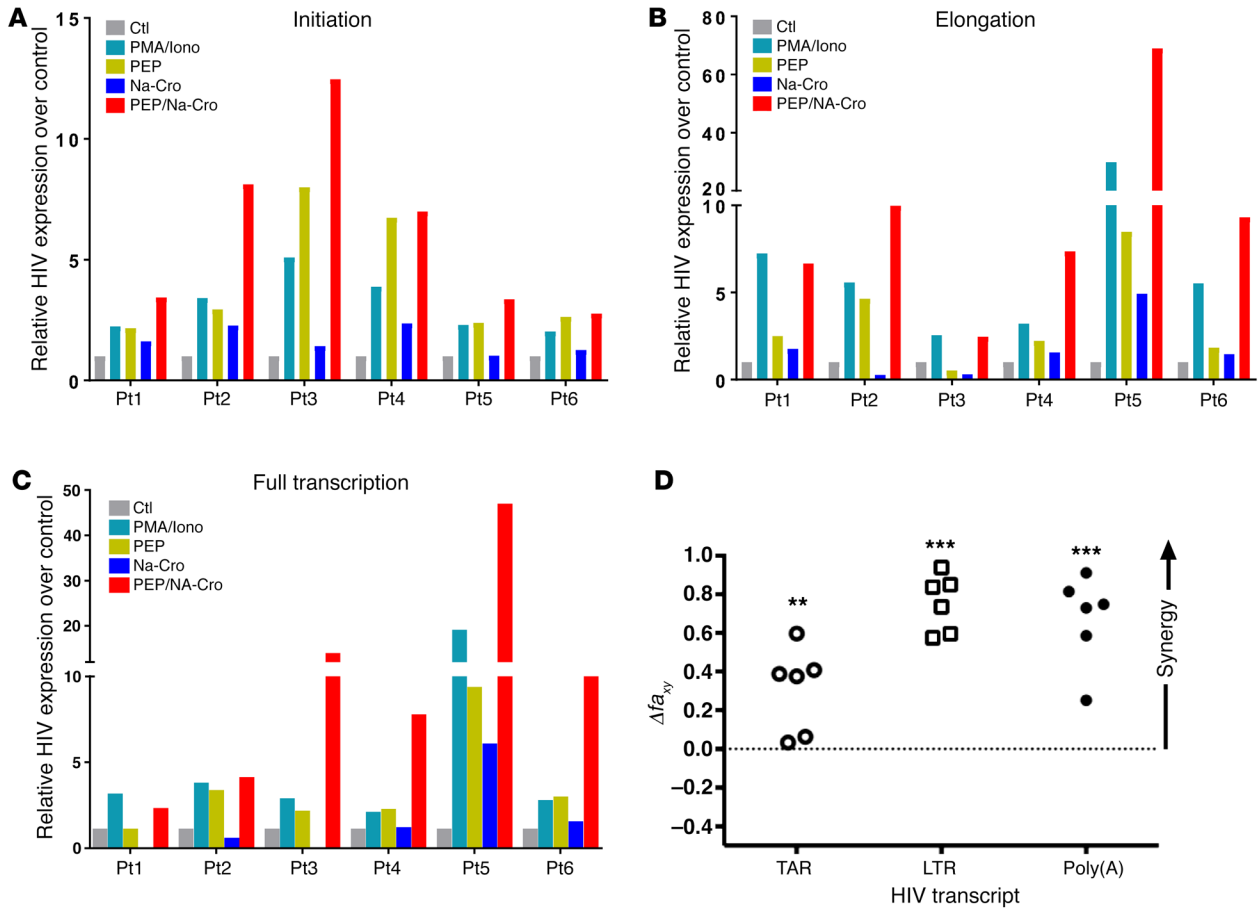 A
Initiation
Relative HIV expression over control
15
10
5
0
Ctl
PMA/Iono
PEP
Na-Cro
PEP/Na-Cro
Pt1 Pt2 Pt3 Pt4 Pt5 Pt6
B
Elongation
Relative HIV expression over control
80
60
40
20
10
5
0
Ctl
PMA/Iono
PEP
Na-Cro
PEP/NA-Cro
Pt1 Pt2 Pt3 Pt4 Pt5 Pt6
C
Full transcription
Relative HIV expression over control
50
40
30
20
10
5
0
Ctl
PMA/Iono
PEP
Na-Cro
PEP/NA-Cro
Pt1 Pt2 Pt3 Pt4 Pt5 Pt6
D
Δfaxy
1.0
0.8
0.6
0.4
0.2
0.0
–0.2
–0.4
**
***
***
Synergy
TAR LTR Poly(A)
HIV transcript